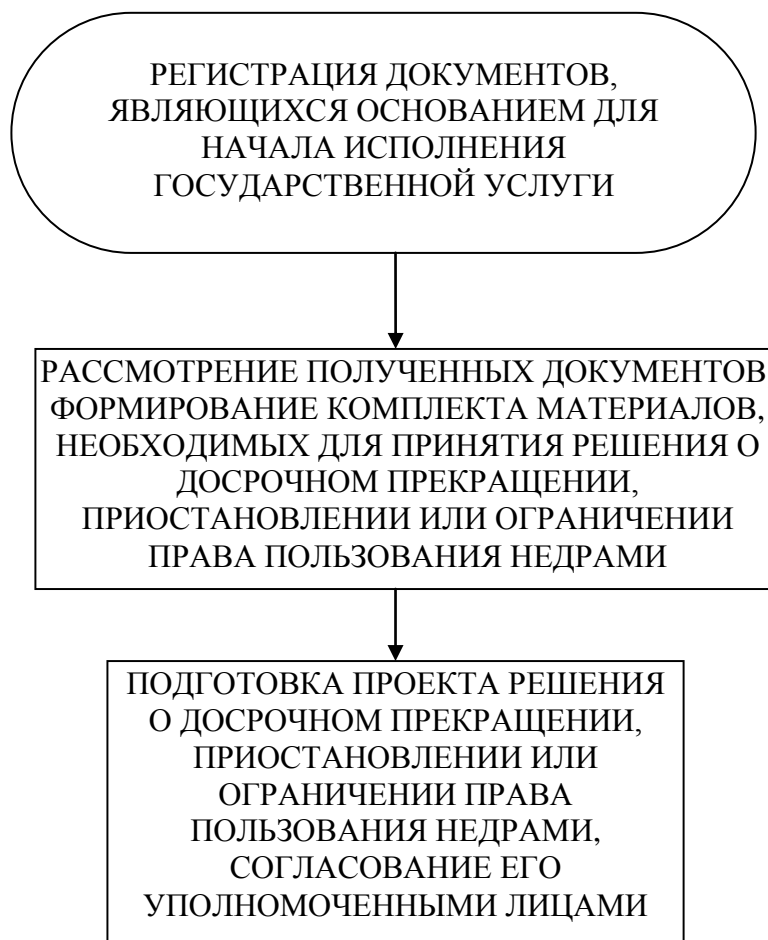 РЕГИСТРАЦИЯ ДОКУМЕНТОВ,
ЯВЛЯЮЩИХСЯ ОСНОВАНИЕМ ДЛЯ
НАЧАЛА ИСПОЛНЕНИЯ
ГОСУДАРСТВЕННОЙ УСЛУГИ
РАССМОТРЕНИЕ ПОЛУЧЕННЫХ ДОКУМЕНТОВ
ФОРМИРОВАНИЕ КОМПЛЕКТА МАТЕРИАЛОВ,
НЕОБХОДИМЫХ ДЛЯ ПРИНЯТИЯ РЕШЕНИЯ О
ДОСРОЧНОМ ПРЕКРАЩЕНИИ,
ПРИОСТАНОВЛЕНИИ ИЛИ ОГРАНИЧЕНИИ
ПРАВА ПОЛЬЗОВАНИЯ НЕДРАМИ
ПОДГОТОВКА ПРОЕКТА РЕШЕНИЯ
О ДОСРОЧНОМ ПРЕКРАЩЕНИИ,
ПРИОСТАНОВЛЕНИИ ИЛИ
ОГРАНИЧЕНИИ ПРАВА
ПОЛЬЗОВАНИЯ НЕДРАМИ,
СОГЛАСОВАНИЕ ЕГО
УПОЛНОМОЧЕННЫМИ ЛИЦАМИ